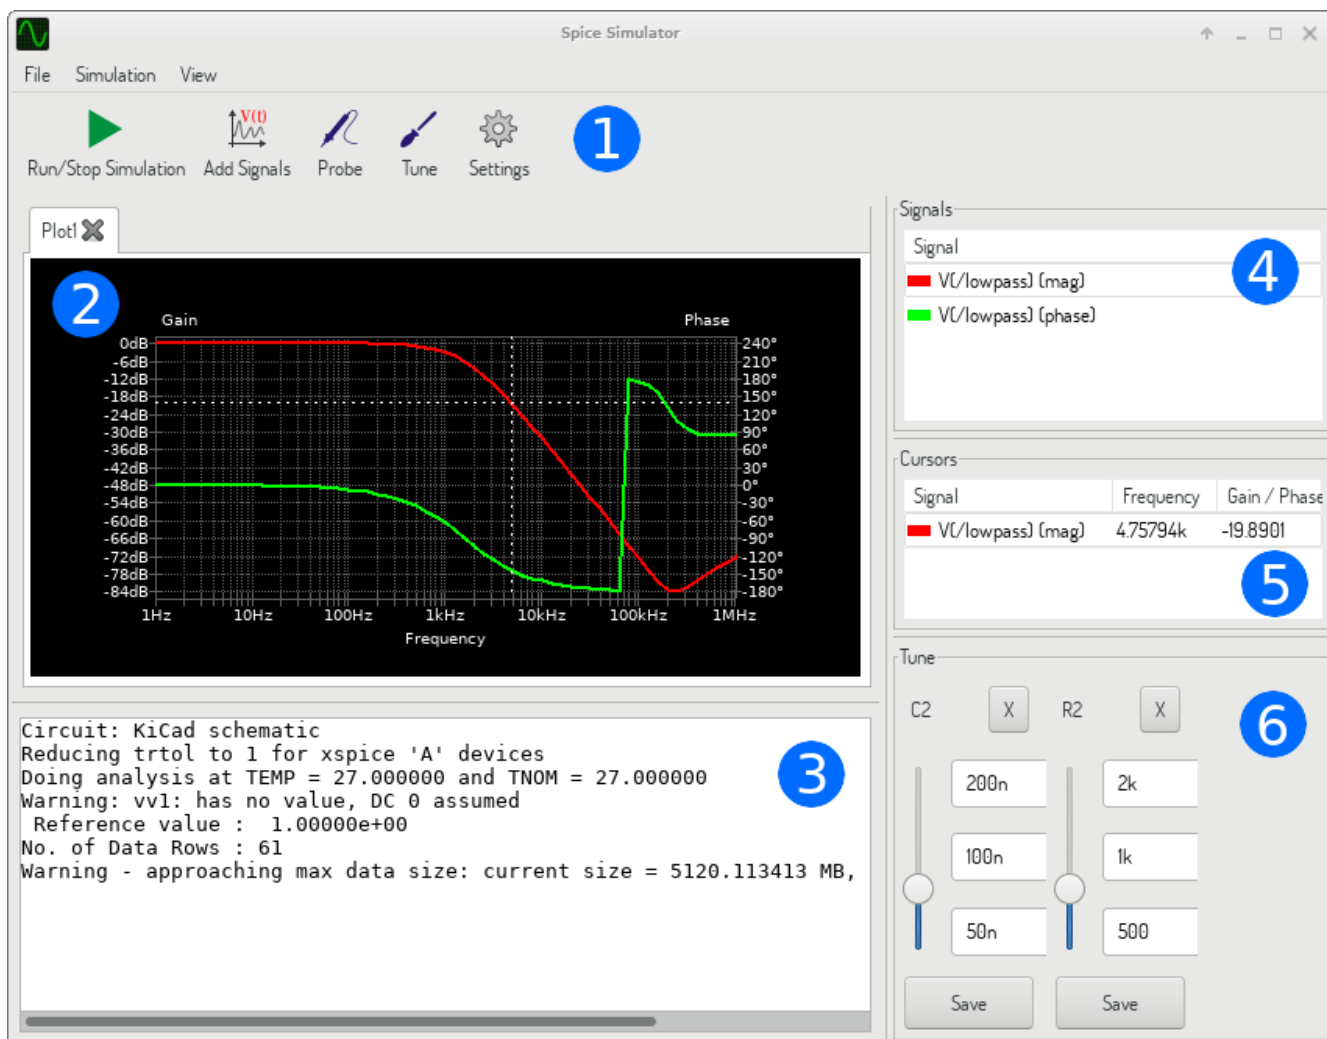 Spice Simulator
File Simulation View
Run/Stop Simulation Add Signals V(t) Probe Tune Settings
1
Plot1
2
Gain Phase
0dB 240°
-6dB 210°
-12dB 180°
-18dB 150°
-24dB 120°
-30dB 90°
-36dB 60°
-42dB 30°
-48dB 0°
-54dB -30°
-60dB -60°
-66dB -90°
-72dB -120°
-78dB -150°
-84dB -180°
1Hz 10Hz 100Hz 1kHz 10kHz 100kHz 1MHz
Frequency
Circuit: KiCad schematic
Reducing trtol to 1 for xspice 'A' devices
Doing analysis at TEMP = 27.000000 and TNOM = 27.000000
Warning: vv1: has no value, DC 0 assumed
Reference value : 1.00000e+00
No. of Data Rows : 61
Warning - approaching max data size: current size = 5120.113413 MB,
3
Signals
Signal
V(/lowpass) (mag)
V(/lowpass) (phase)
4
Cursors
Signal Frequency Gain / Phase
V(/lowpass) (mag) 4.75794k -19.8901
5
Tune
C2 X R2 X
6
200n 2k
100n 1k
50n 500
Save Save